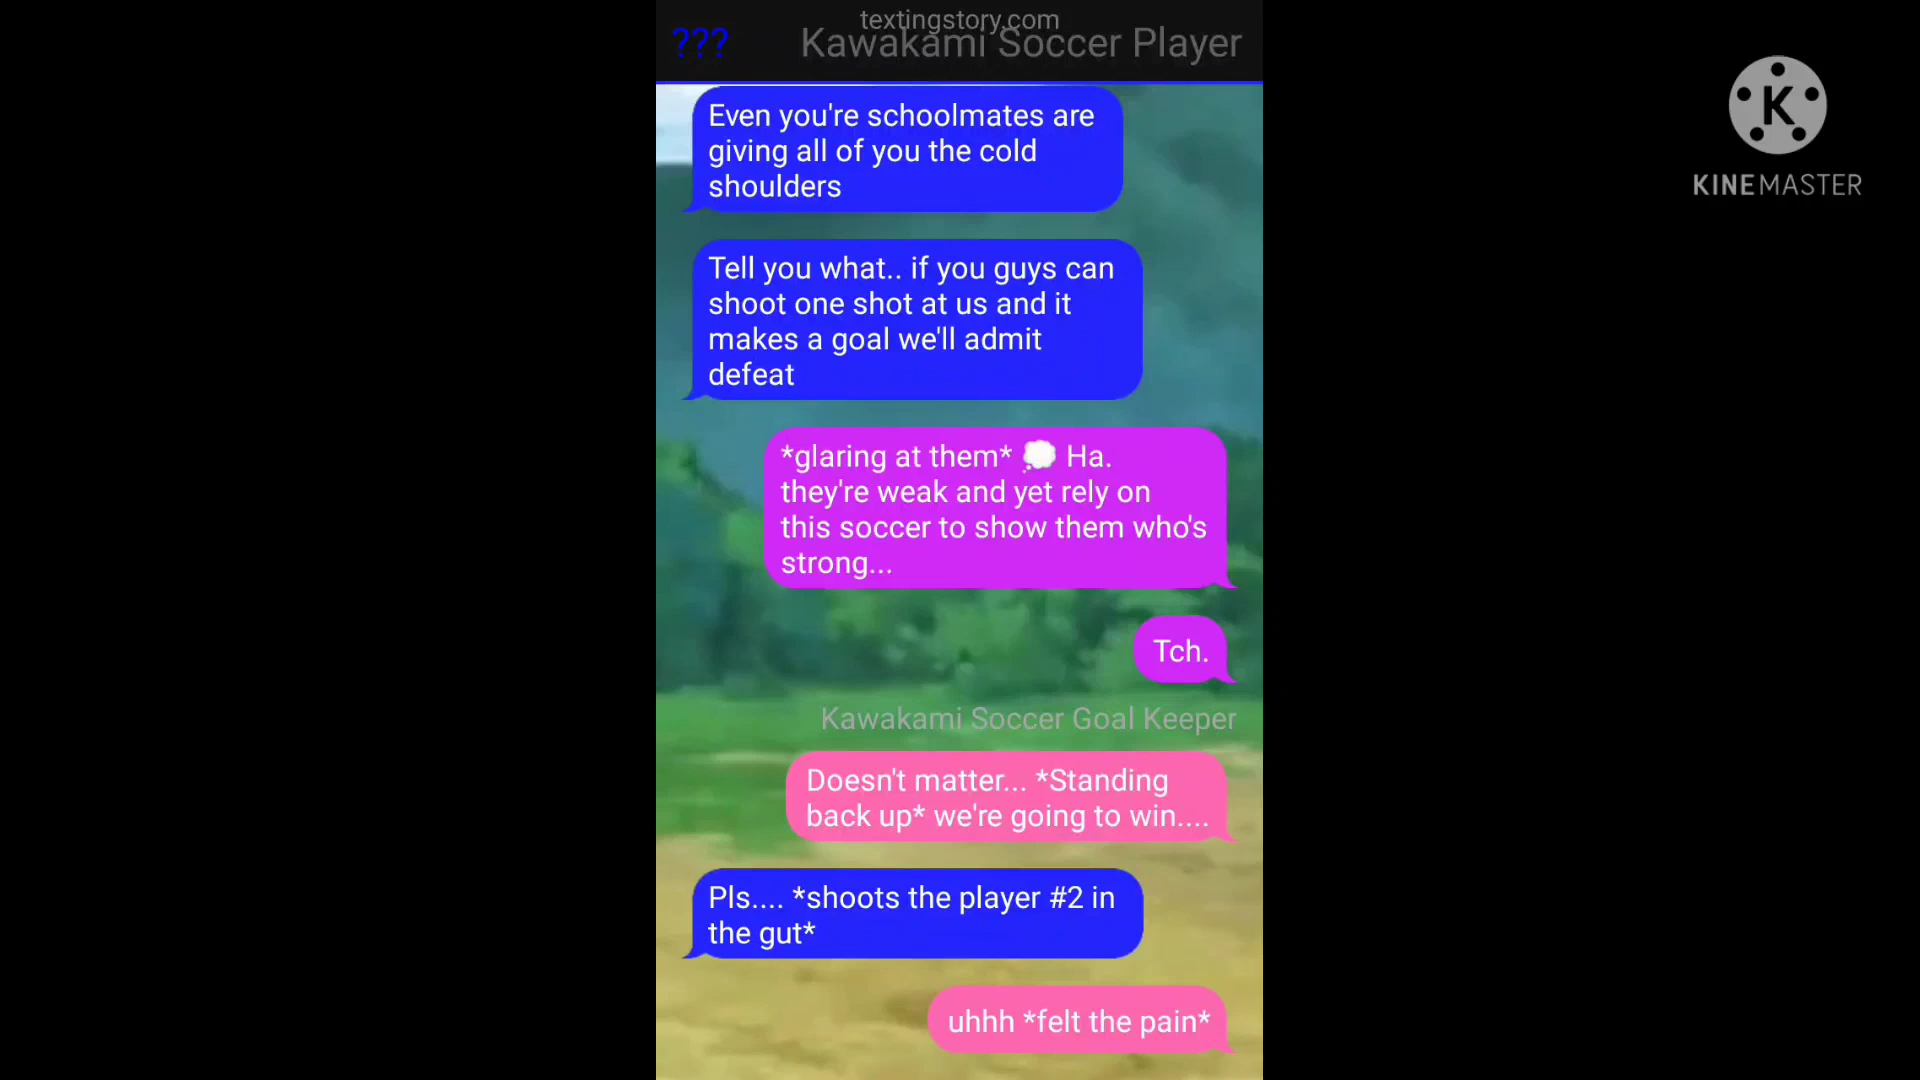 textingstory.com
??? Kawakami Soccer Player
Even you're schoolmates are
giving all of you the cold
shoulders
Tell you what.. if you guys can
shoot one shot at us and it
makes a goal we'll admit
defeat
*glaring at them* 💭 Ha.
they're weak and yet rely on
this soccer to show them who's
strong...
Tch.
Kawakami Soccer Goal Keeper
Doesn't matter... *Standing
back up* we're going to win....
Pls.... *shoots the player #2 in
the gut*
uhhh *felt the pain*
K
KINEMASTER